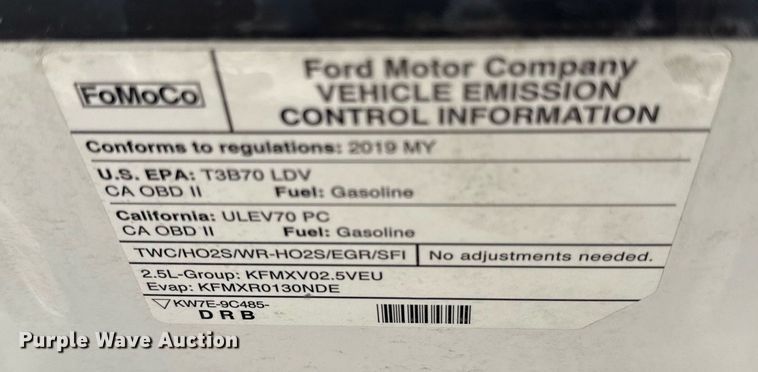 FoMoCo
Ford Motor Company
VEHICLE EMISSION
CONTROL INFORMATION
Conforms to regulations: 2019 MY
U.S. EPA: T3B70 LDV
CA OBD II Fuel: Gasoline
California: ULEV70 PC
CA OBD II Fuel: Gasoline
TWC/HO2S/WR-HO2S/EGR/SFI No adjustments needed.
2.5L-Group: KFMXV02.5VEU
Evap: KFMXR0130NDE
KW7E-9C485-
DRB
Purple Wave Auction